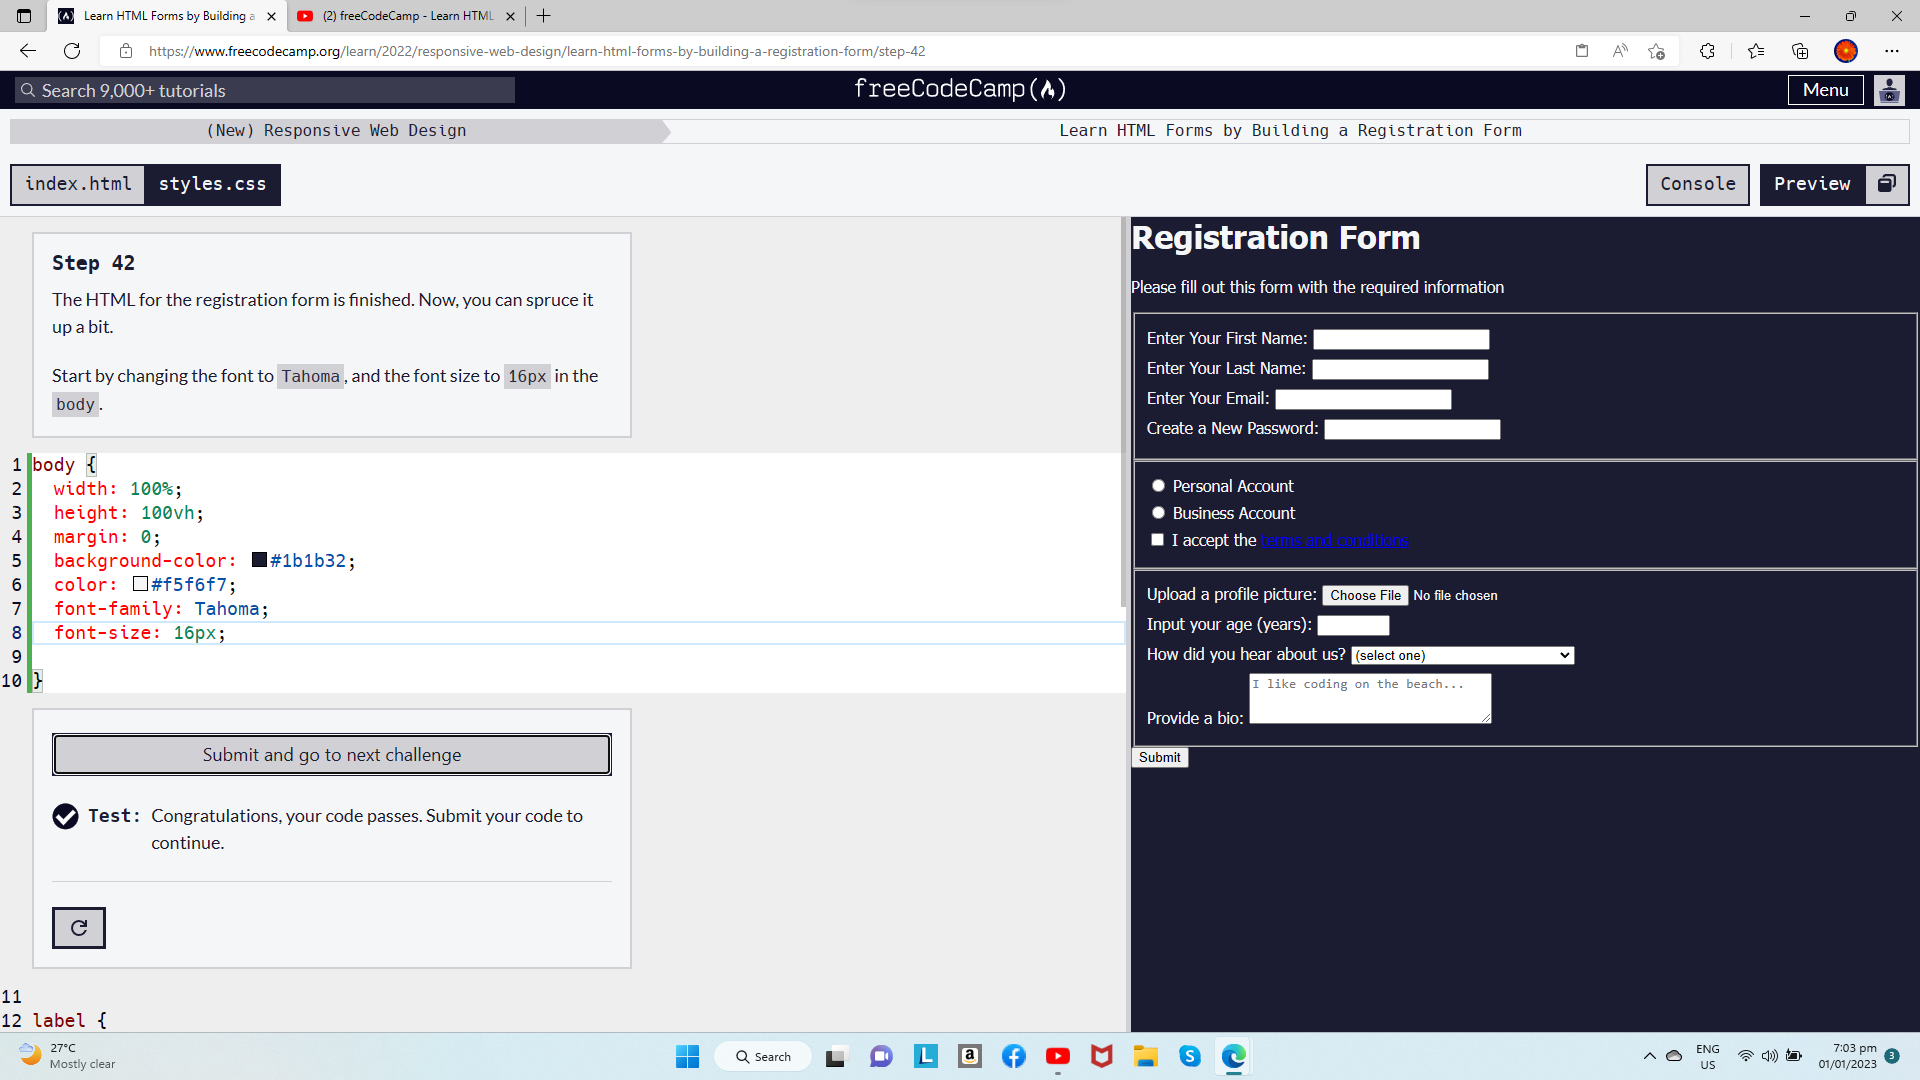 Learn HTML Forms by Building a
(2) freeCodeCamp - Learn HTML
https://www.freecodecamp.org/learn/2022/responsive-web-design/learn-html-forms-by-building-a-registration-form/step-42
Search 9,000+ tutorials
freeCodeCamp
Menu
(New) Responsive Web Design
Learn HTML Forms by Building a Registration Form
index.html
styles.css
Console
Preview
Step 42
The HTML for the registration form is finished. Now, you can spruce it
up a bit.
Start by changing the font to Tahoma, and the font size to 16px in the
body.
1 body {
2 width: 100%;
3 height: 100vh;
4 margin: 0;
5 background-color: #1b1b32;
6 color: #f5f6f7;
7 font-family: Tahoma;
8 font-size: 16px;
9
10 }
Submit and go to next challenge
Test: Congratulations, your code passes. Submit your code to
continue.
11
12 label {
Registration Form
Please fill out this form with the required information
Enter Your First Name:
Enter Your Last Name:
Enter Your Email:
Create a New Password:
Personal Account
Business Account
I accept the terms and conditions
Upload a profile picture: Choose File No file chosen
Input your age (years):
How did you hear about us? (select one)
I like coding on the beach...
Provide a bio:
Submit
27°C
Mostly clear
Search
L
a
S
ENG
US
7:03 pm
01/01/2023
3